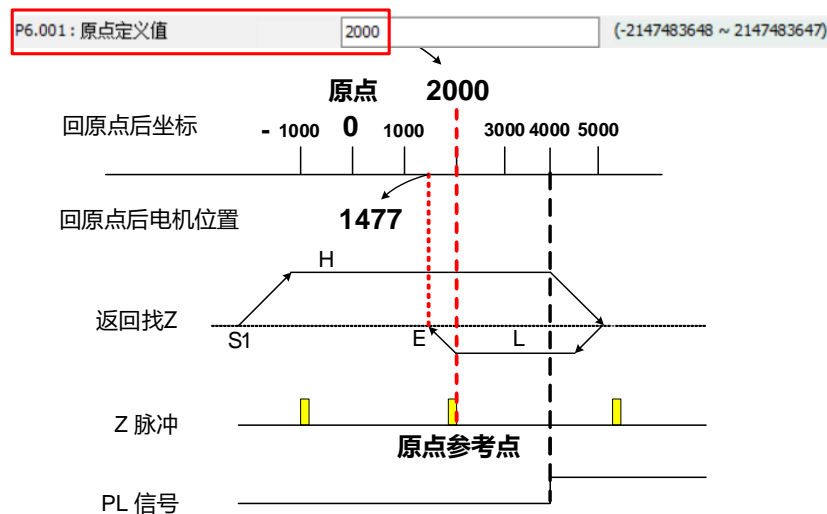 P6.001 : 原点定义值 2000 (-2147483648 ~ 2147483647)
原点 2000
回原点后坐标 - 1000 0 1000 3000 4000 5000
回原点后电机位置 1477
H
返回找Z
S1 E L
Z 脉冲
原点参考点
PL 信号